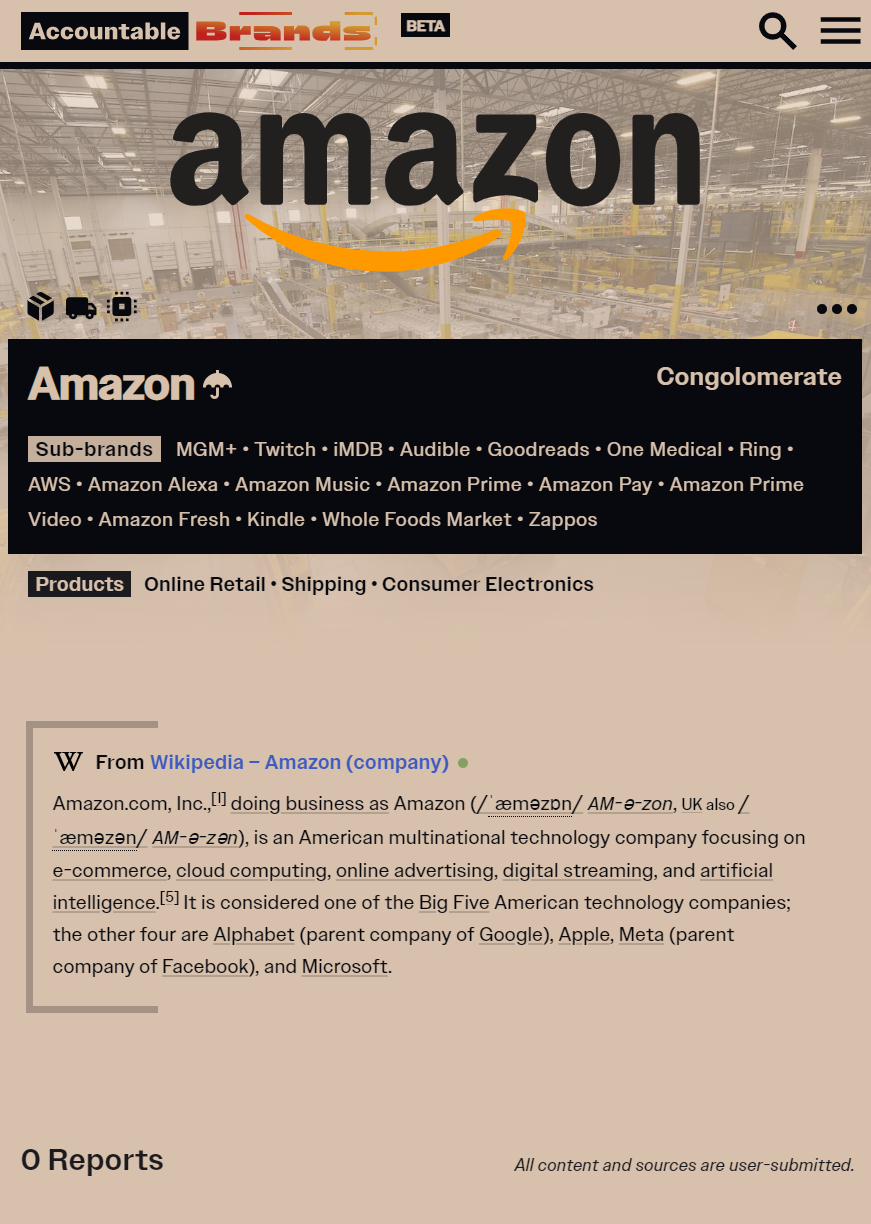 Accountable Brands BETA
amazon
Amazon Congolomerate
Sub-brands MGM+ • Twitch • iMDB • Audible • Goodreads • One Medical • Ring •
AWS • Amazon Alexa • Amazon Music • Amazon Prime • Amazon Pay • Amazon Prime
Video • Amazon Fresh • Kindle • Whole Foods Market • Zappos
Products Online Retail • Shipping • Consumer Electronics
W From Wikipedia – Amazon (company)
Amazon.com, Inc.,[1] doing business as Amazon (/ˈæməzɒn/ AM-ə-zon, UK also /
ˈæməzən/ AM-ə-zən), is an American multinational technology company focusing on
e-commerce, cloud computing, online advertising, digital streaming, and artificial
intelligence.[5] It is considered one of the Big Five American technology companies;
the other four are Alphabet (parent company of Google), Apple, Meta (parent
company of Facebook), and Microsoft.
0 Reports All content and sources are user-submitted.